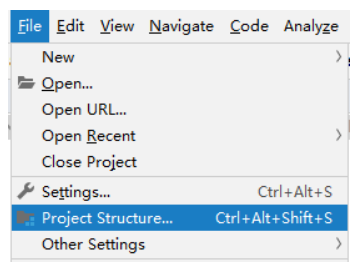 File Edit View Navigate Code Analyze
New
Open...
Open URL...
Open Recent
Close Project
Settings... Ctrl+Alt+S
Project Structure... Ctrl+Alt+Shift+S
Other Settings